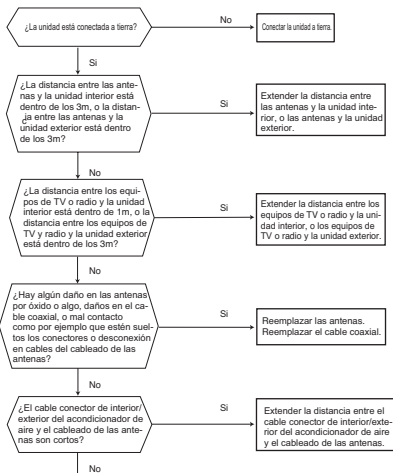 ¿La unidad está conectada a tierra?
No
Conectar la unidad a tierra.
Si
¿La distancia entre las ante-
nas y la unidad interior está
dentro de los 3m, o la distan-
cia entre las antenas y la
unidad exterior está dentro
de los 3m?
Si
Extender la distancia entre
las antenas y la unidad inte-
rior, o las antenas y la unidad
exterior.
No
¿La distancia entre los equi-
pos de TV o radio y la unidad
interior está dentro de 1m, o la
distancia entre los equipos de
TV y radio y la unidad exterior
está dentro de los 3m?
Si
Extender la distancia entre los
equipos de TV o radio y la uni-
dad interior, o los equipos de
TV o radio y la unidad exterior.
No
¿Hay algún daño en las antenas
por óxido o algo, daños en el ca-
ble coaxial, o mal contacto
como por ejemplo que estén suel-
tos los conectores o desconexión
en cables del cableado de las
antenas?
Si
Reemplazar las antenas.
Reemplazar el cable coaxial.
No
¿El cable conector de interior/
exterior del acondicionador de
aire y el cableado de las ante-
nas son cortos?
Si
Extender la distancia entre el
cable conector de interior/exte-
rior del acondicionador de aire
y el cableado de las antenas.
No